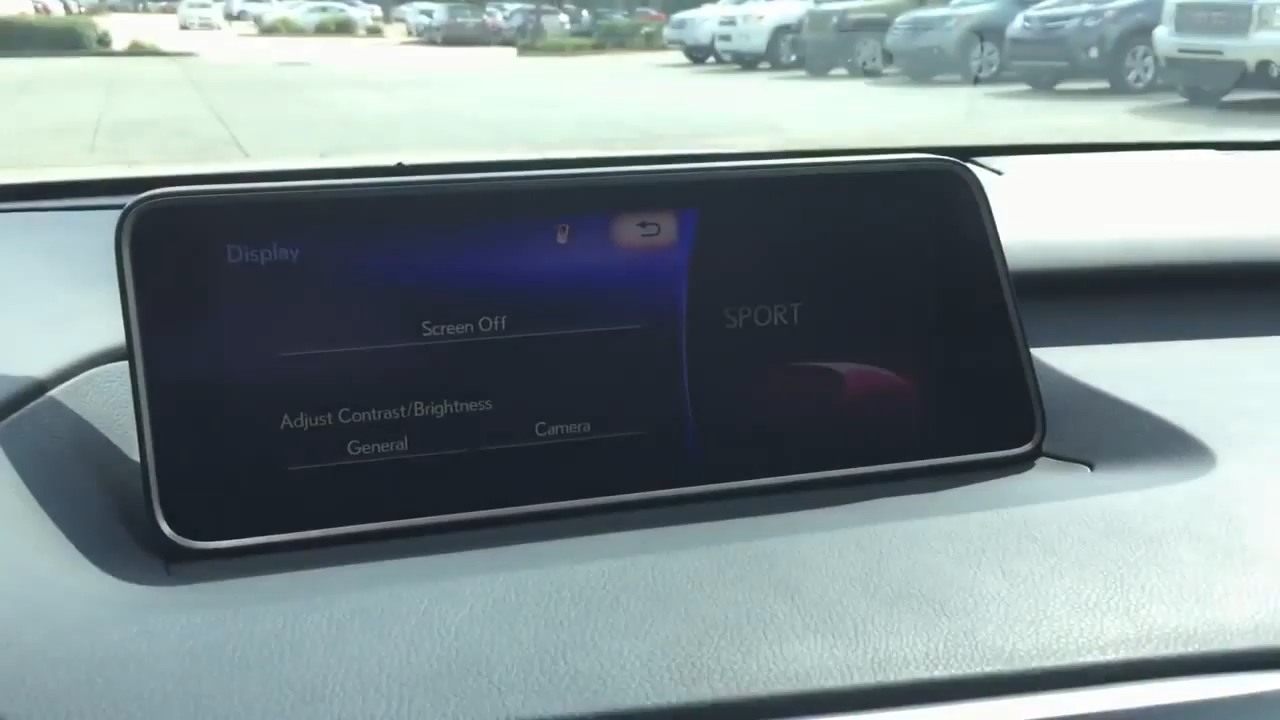 Display
Screen Off
Adjust Contrast/Brightness
General
Camera
SPORT